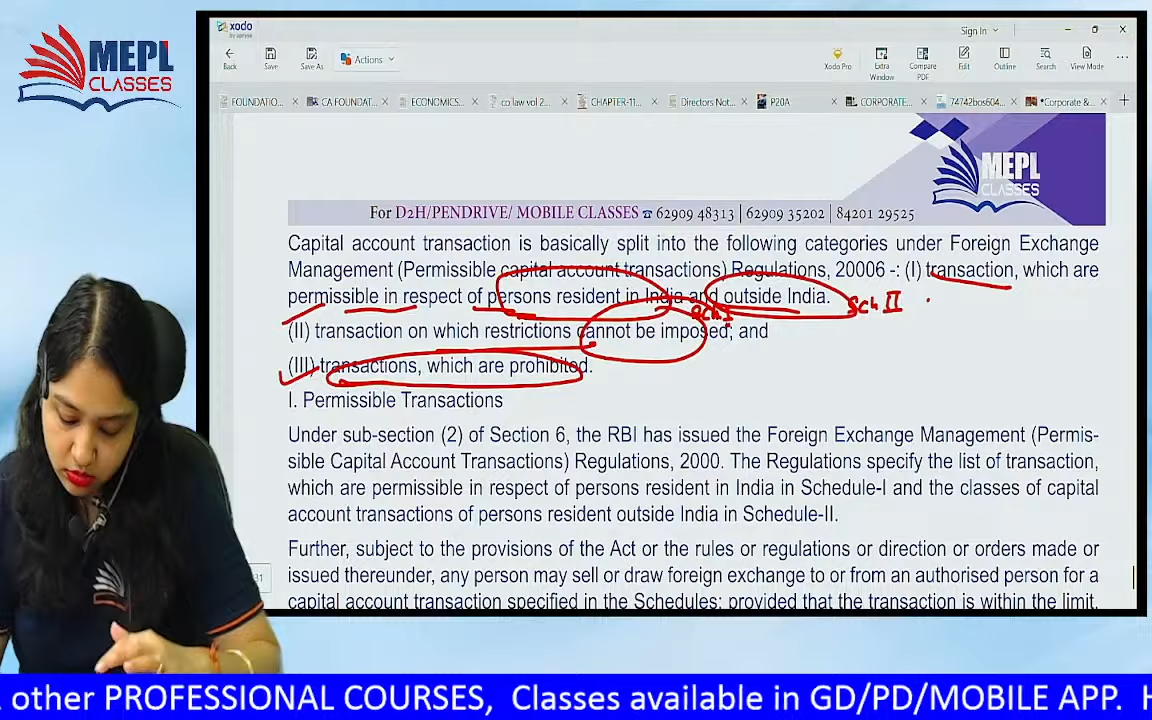 MEPL
CLASSES
xodo
by apryse
Sign In
Back
Save
Save As
Actions
Xodo Pro
Extra
Window
Compare
PDF
Edit
Outline
Search
View Mode
FOUNDATIO...
CA FOUNDAT...
ECONOMICS...
co law vol 2...
CHAPTER-11...
Directors Not...
P20A
CORPORATE...
74742bos604...
*Corporate &...
MEPL
CLASSES
For D2H/PENDRIVE/ MOBILE CLASSES ☎ 62909 48313 | 62909 35202 | 84201 29525
Capital account transaction is basically split into the following categories under Foreign Exchange
Management (Permissible capital account transactions) Regulations, 20006 -: (I) transaction, which are
permissible in respect of persons resident in India and outside India.
Sch I
Sch II
(II) transaction on which restrictions cannot be imposed; and
(III) transactions, which are prohibited.
I. Permissible Transactions
Under sub-section (2) of Section 6, the RBI has issued the Foreign Exchange Management (Permis-
sible Capital Account Transactions) Regulations, 2000. The Regulations specify the list of transaction,
which are permissible in respect of persons resident in India in Schedule-I and the classes of capital
account transactions of persons resident outside India in Schedule-II.
Further, subject to the provisions of the Act or the rules or regulations or direction or orders made or
issued thereunder, any person may sell or draw foreign exchange to or from an authorised person for a
capital account transaction specified in the Schedules; provided that the transaction is within the limit,
31
MEPL
CLASSES
other PROFESSIONAL COURSES, Classes available in GD/PD/MOBILE APP. H